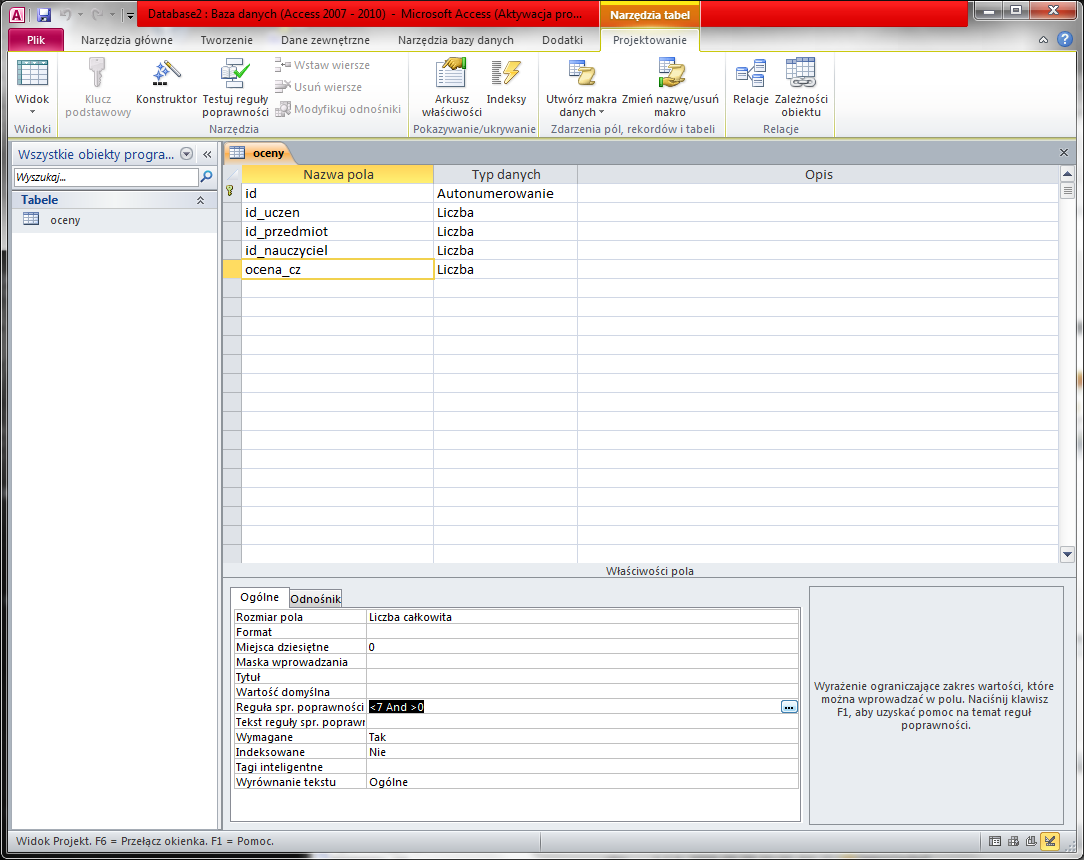 Database2 : Baza danych (Access 2007 - 2010) - Microsoft Access (Aktywacja pro...
Narzędzia tabel
Plik
Narzędzia główne
Tworzenie
Dane zewnętrzne
Narzędzia bazy danych
Dodatki
Projektowanie
Widok
Klucz podstawowy
Konstruktor
Testuj reguły poprawności
Wstaw wiersze
Usuń wiersze
Modyfikuj odnośniki
Arkusz właściwości
Indeksy
Utwórz makra danych
Zmień nazwę/usuń makro
Relacje
Zależności obiektu
Widoki
Narzędzia
Pokazywanie/ukrywanie
Zdarzenia pól, rekordów i tabeli
Relacje
Wszystkie obiekty progra...
Wyszukaj...
Tabele
oceny
oceny
Nazwa pola Typ danych Opis
id Autonumerowanie
id_uczen Liczba
id_przedmiot Liczba
id_nauczyciel Liczba
ocena_cz Liczba
Właściwości pola
Ogólne Odnośnik
Rozmiar pola Liczba całkowita
Format
Miejsca dziesiętne 0
Maska wprowadzania
Tytuł
Wartość domyślna
Reguła spr. poprawności <7 And >0
Tekst reguły spr. poprawn
Wymagane Tak
Indeksowane Nie
Tagi inteligentne
Wyrównanie tekstu Ogólne
Wyrażenie ograniczające zakres wartości, które
można wprowadzać w polu. Naciśnij klawisz
F1, aby uzyskać pomoc na temat reguł
poprawności.
Widok Projekt. F6 = Przełącz okienka. F1 = Pomoc.